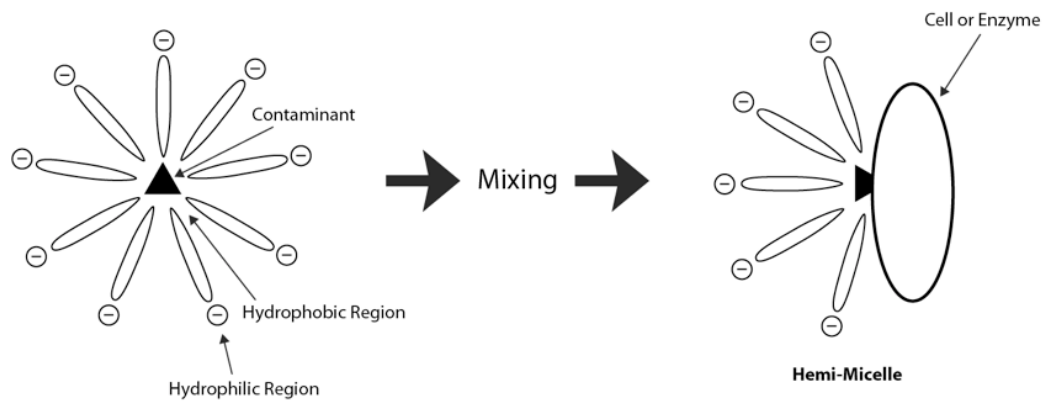 Cell or Enzyme
Contaminant
Mixing
Hydrophobic Region
Hydrophilic Region
Hemi-Micelle